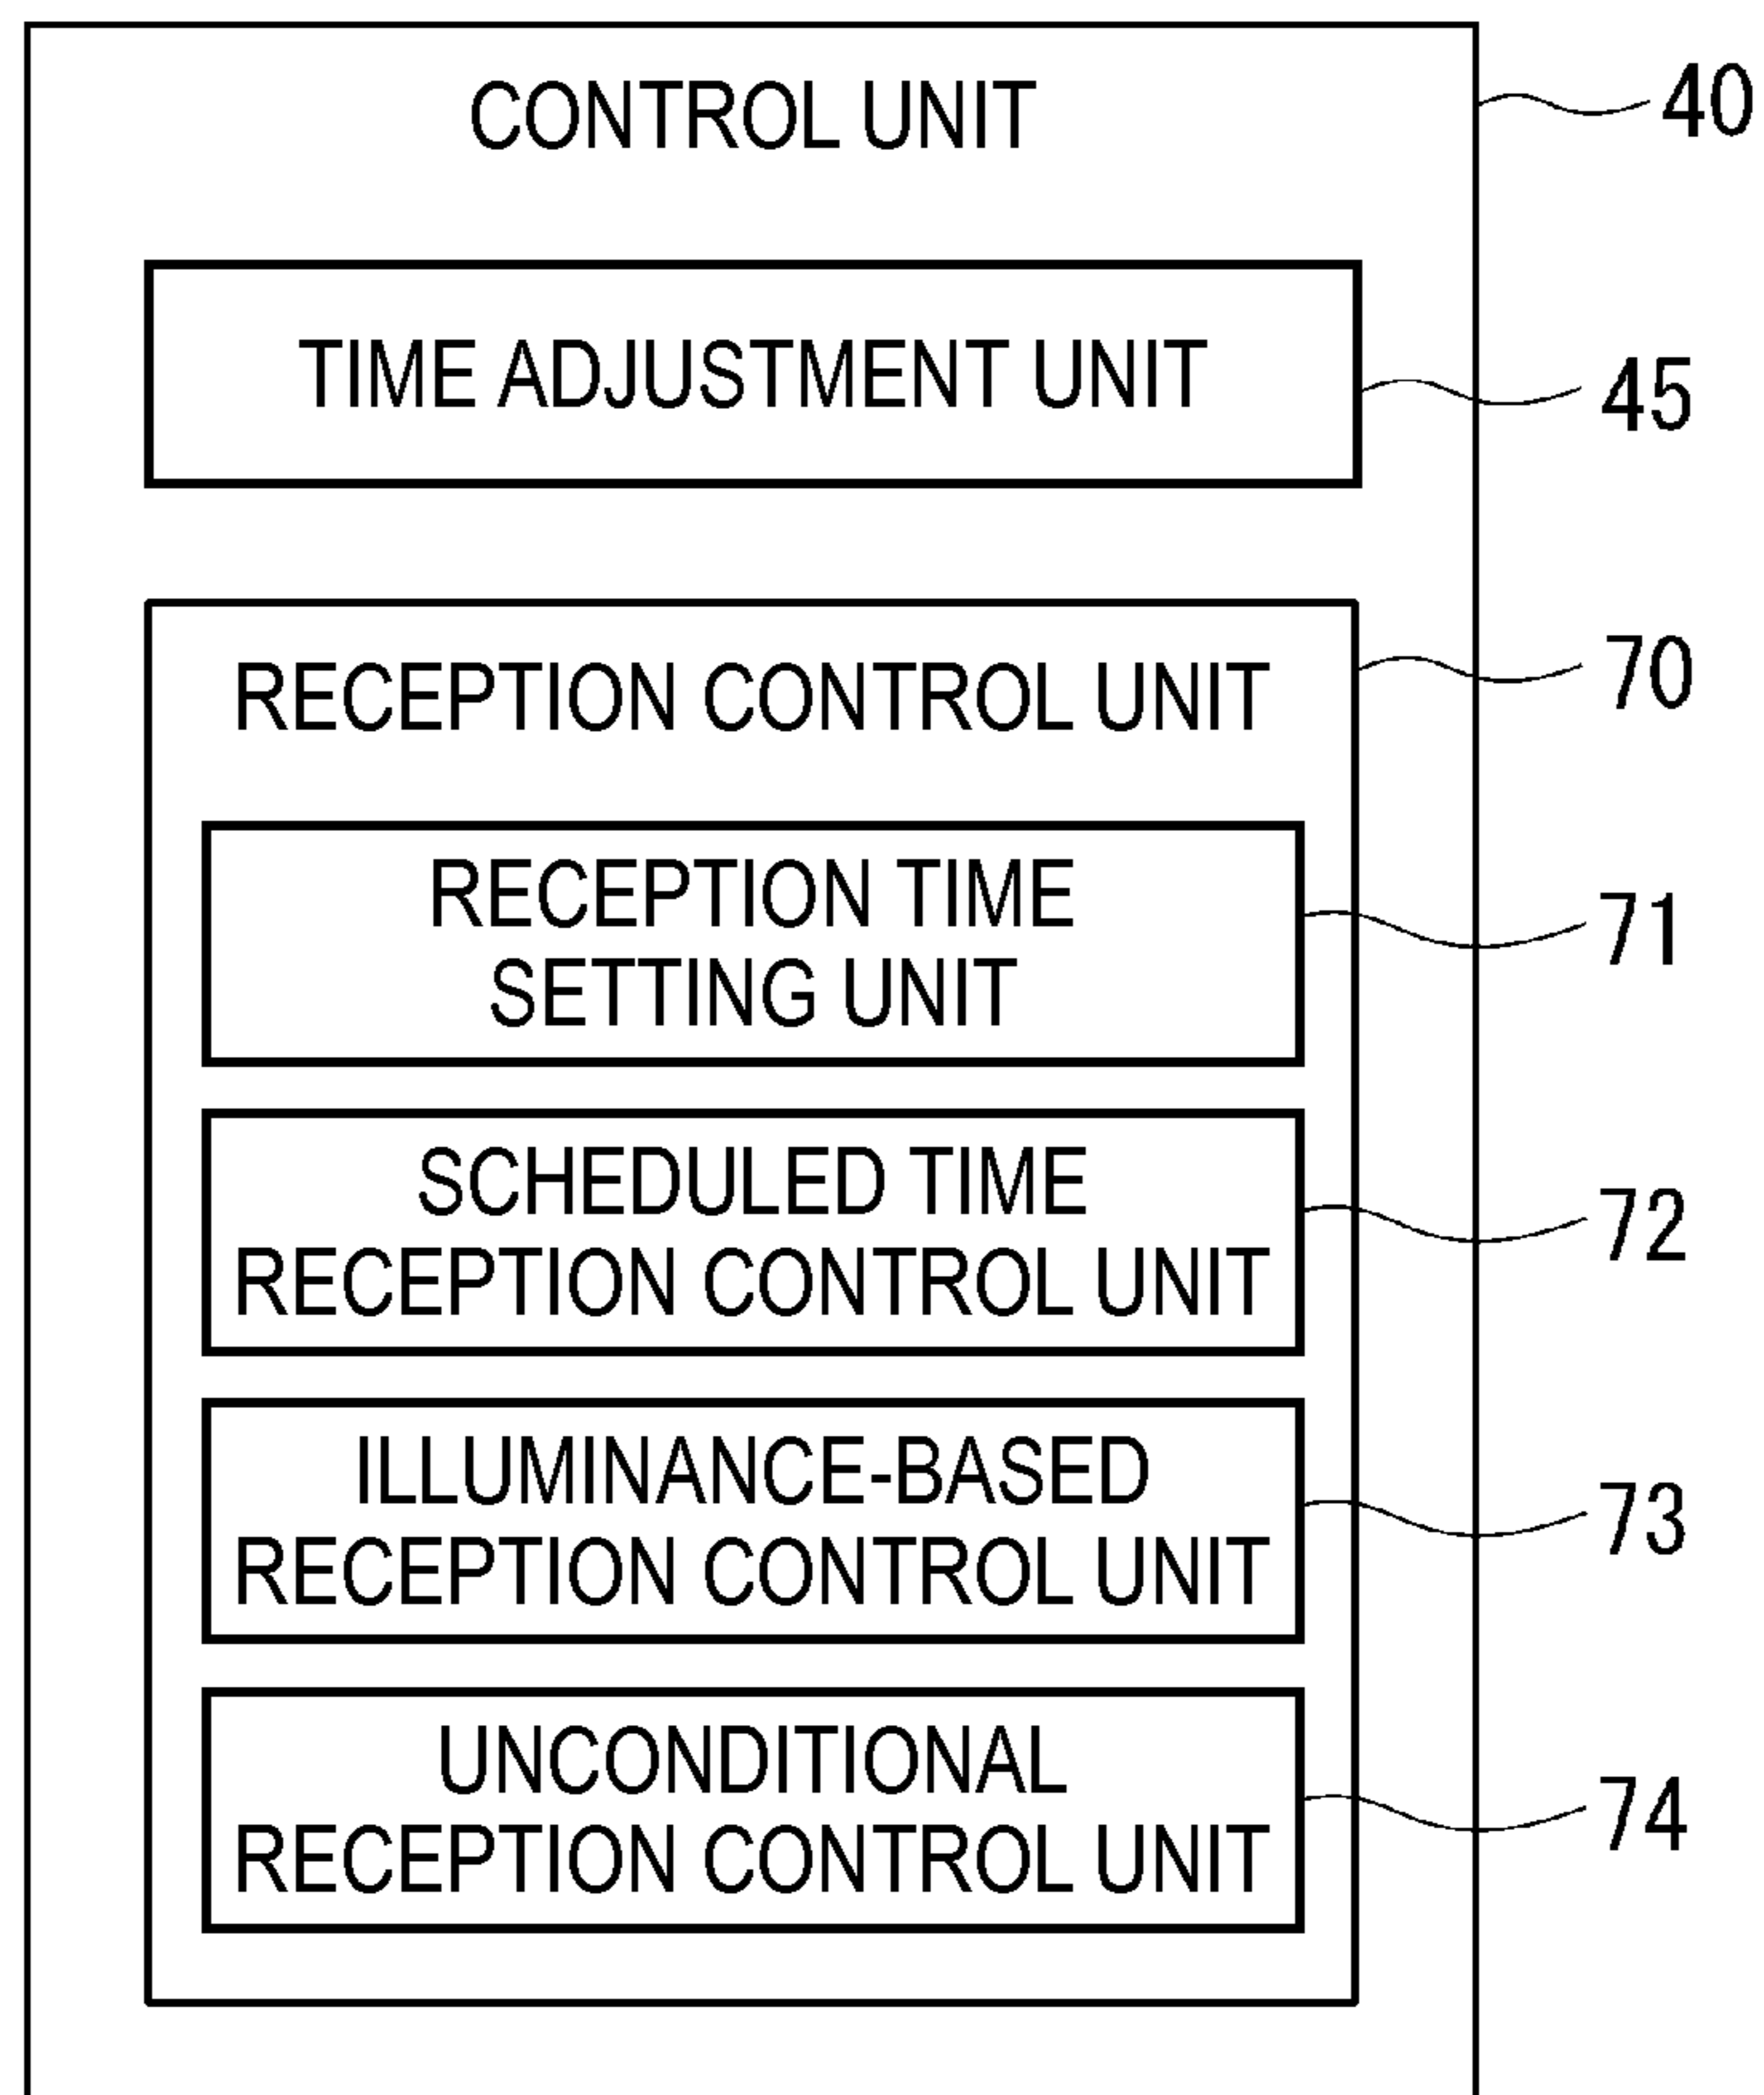 CONTROL UNIT
40
TIME ADJUSTMENT UNIT
45
RECEPTION CONTROL UNIT
70
RECEPTION TIME
SETTING UNIT
71
SCHEDULED TIME
RECEPTION CONTROL UNIT
72
ILLUMINANCE-BASED
RECEPTION CONTROL UNIT
73
UNCONDITIONAL
RECEPTION CONTROL UNIT
74